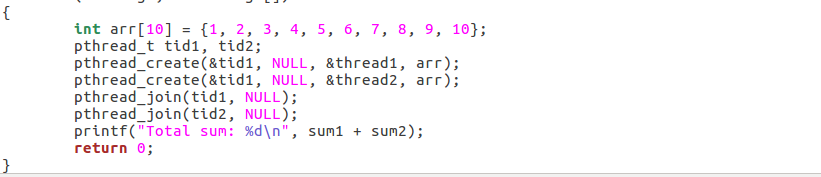 {
int arr[10] = {1, 2, 3, 4, 5, 6, 7, 8, 9, 10};
pthread_t tid1, tid2;
pthread_create(&tid1, NULL, &thread1, arr);
pthread_create(&tid1, NULL, &thread2, arr);
pthread_join(tid1, NULL);
pthread_join(tid2, NULL);
printf("Total sum: %d\n", sum1 + sum2);
return 0;
}